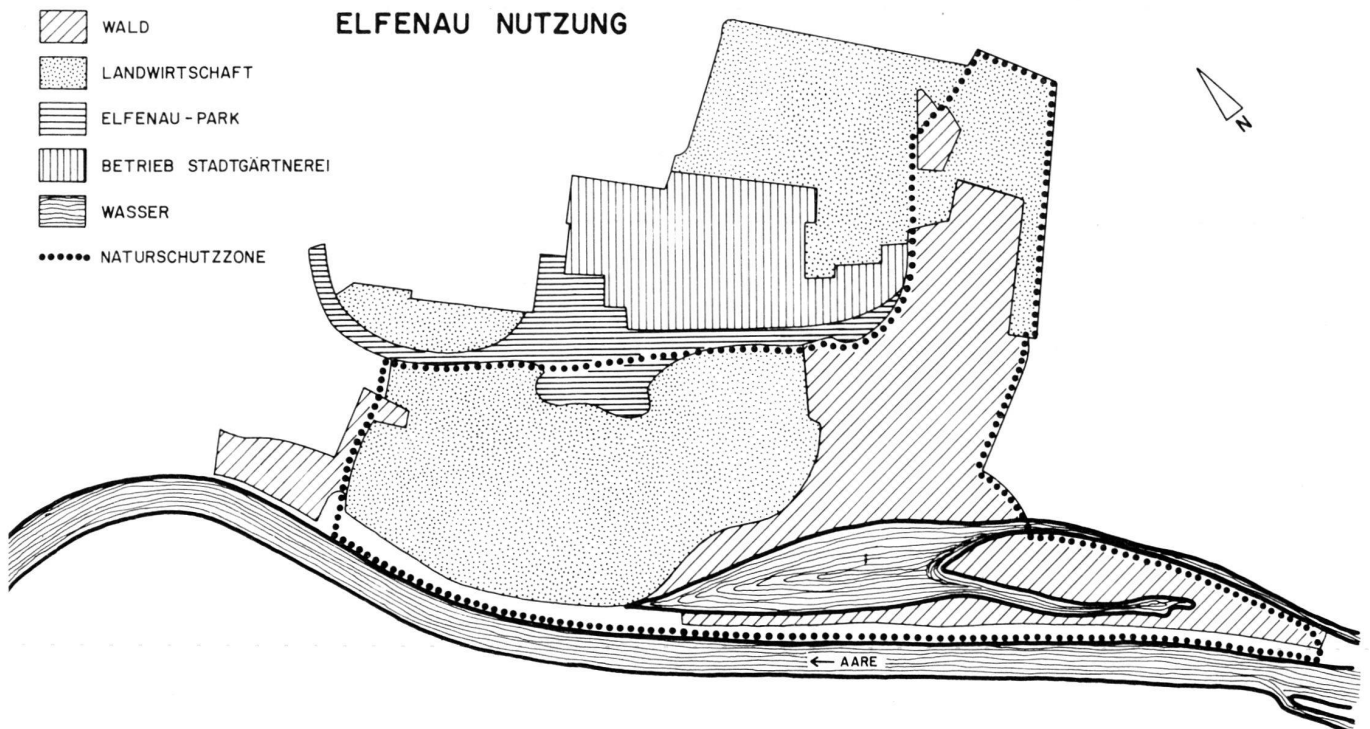 ELFENAU NUTZUNG
WALD
LANDWIRTSCHAFT
ELFENAU-PARK
BETRIEB STADTGÄRTNEREI
WASSER
NATURSCHUTZZONE
N
← AARE